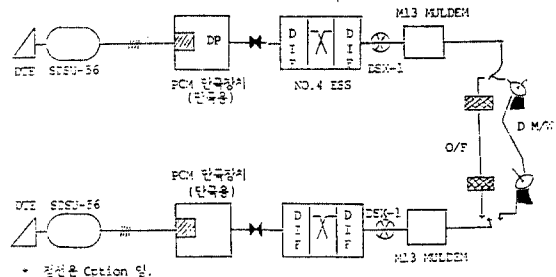 M13 MULDEM
DP
D I F
D I F
DSX-1
DTE
SDSU-56
PCM 단국장치
(단국용)
NO.4 ESS
D M/W
O/F
PCM 단국장치
(단국용)
D I F
D I F
DSX-1
DTE
SDSU-56
M13 MULDEM
* 점선은 Option 임.